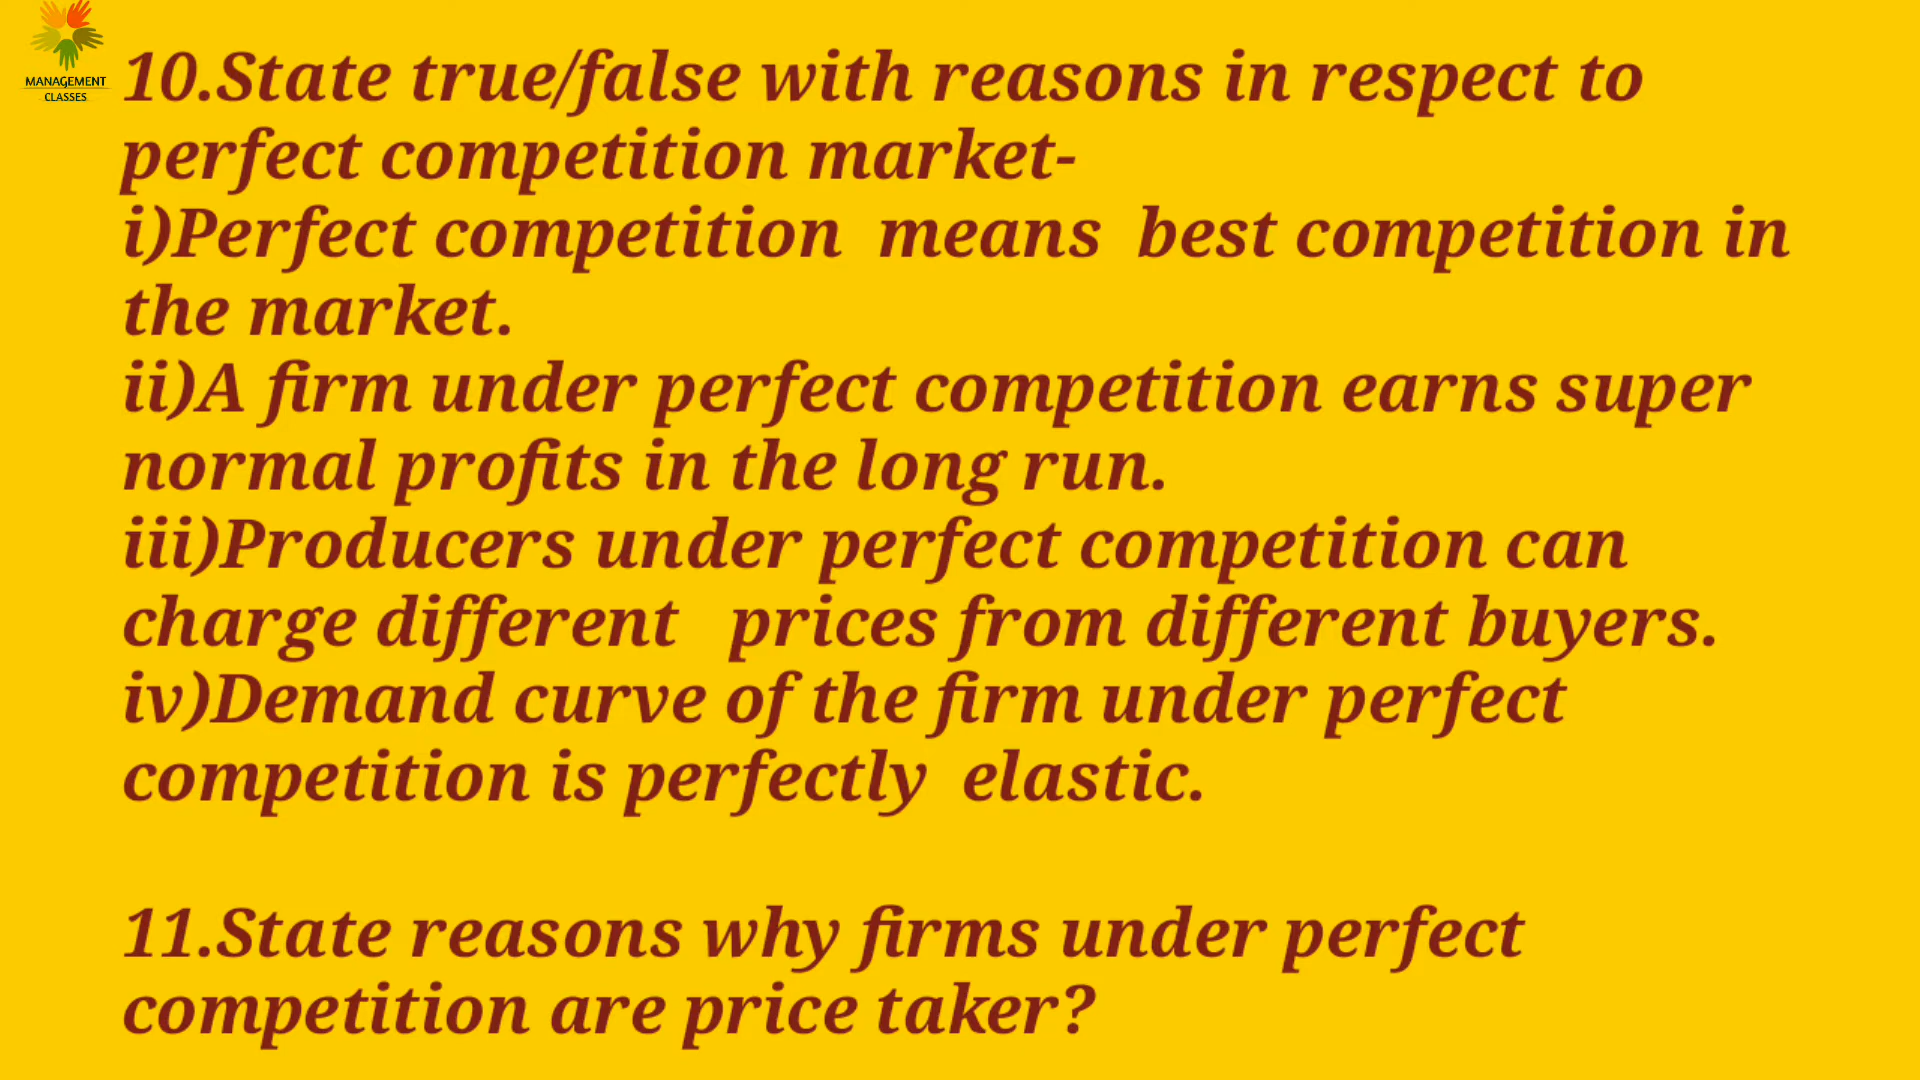 MANAGEMENT
CLASSES
10.State true/false with reasons in respect to
perfect competition market-
i)Perfect competition means best competition in
the market.
ii)A firm under perfect competition earns super
normal profits in the long run.
iii)Producers under perfect competition can
charge different prices from different buyers.
iv)Demand curve of the firm under perfect
competition is perfectly elastic.
11.State reasons why firms under perfect
competition are price taker?